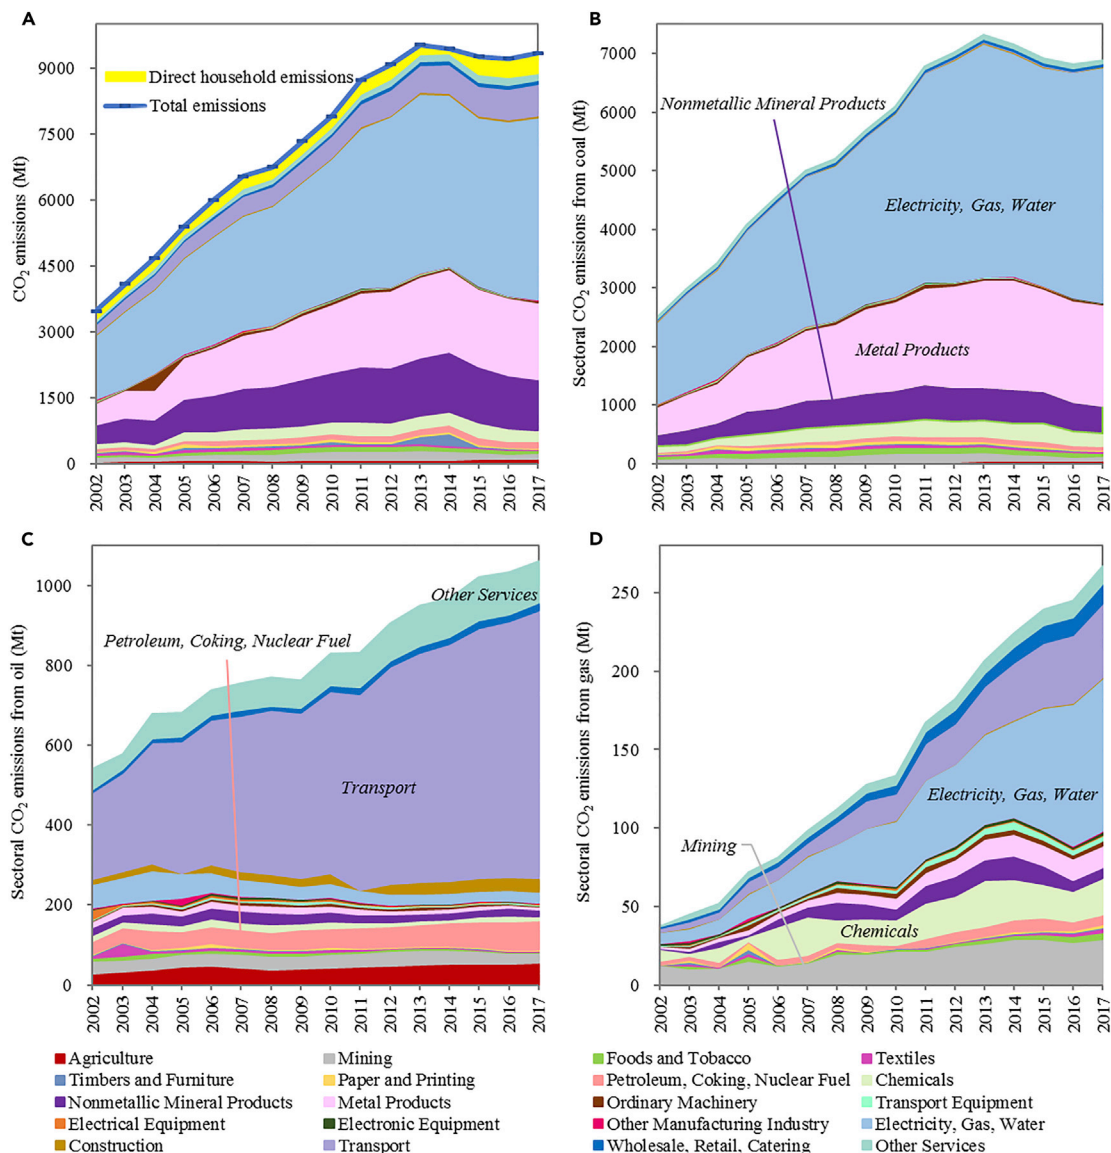 A
CO2 emissions (Mt)
9000
7500
6000
4500
3000
1500
0
Direct household emissions
Total emissions
2002
2003
2004
2005
2006
2007
2008
2009
2010
2011
2012
2013
2014
2015
2016
2017
B
Sectoral CO2 emissions from coal (Mt)
7000
6000
5000
4000
3000
2000
1000
0
Nonmetallic Mineral Products
Electricity, Gas, Water
Metal Products
2002
2003
2004
2005
2006
2007
2008
2009
2010
2011
2012
2013
2014
2015
2016
2017
C
Sectoral CO2 emissions from oil (Mt)
1000
800
600
400
200
0
Other Services
Petroleum, Coking, Nuclear Fuel
Transport
2002
2003
2004
2005
2006
2007
2008
2009
2010
2011
2012
2013
2014
2015
2016
2017
D
Sectoral CO2 emissions from gas (Mt)
250
200
150
100
50
0
Electricity, Gas, Water
Mining
Chemicals
2002
2003
2004
2005
2006
2007
2008
2009
2010
2011
2012
2013
2014
2015
2016
2017
Agriculture
Mining
Foods and Tobacco
Textiles
Timbers and Furniture
Paper and Printing
Petroleum, Coking, Nuclear Fuel
Chemicals
Nonmetallic Mineral Products
Metal Products
Ordinary Machinery
Transport Equipment
Electrical Equipment
Electronic Equipment
Other Manufacturing Industry
Electricity, Gas, Water
Construction
Transport
Wholesale, Retail, Catering
Other Services